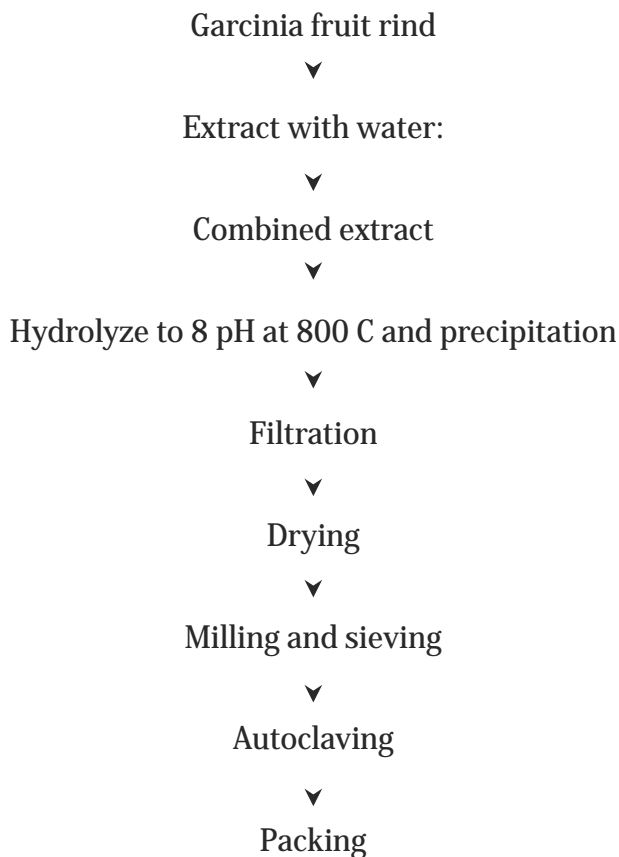 Garcinia fruit rind
Extract with water:
Combined extract
Hydrolyze to 8 pH at 800 C and precipitation
Filtration
Drying
Milling and sieving
Autoclaving
Packing